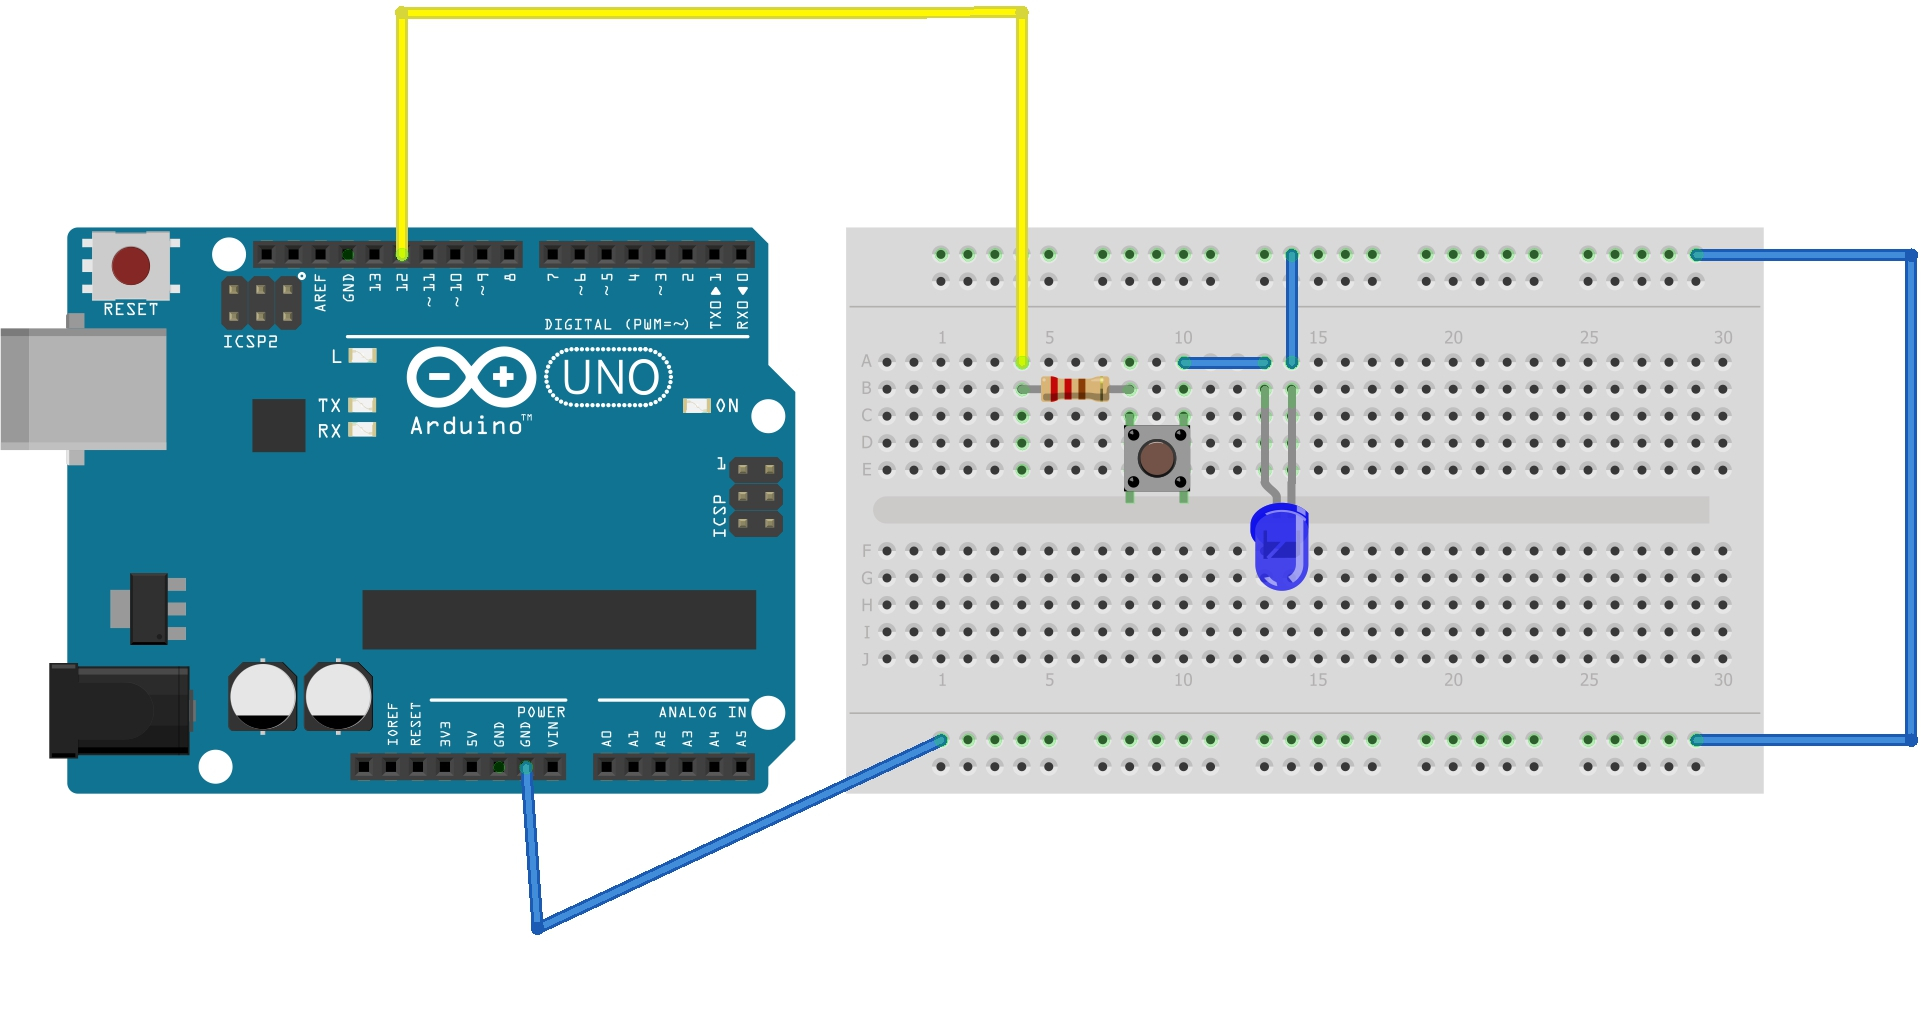 RESET
ICSP2
AREF
GND
13
12
~11
~10
~9
8
7
~6
~5
4
~3
2
TX0▶1
RX0◀0
DIGITAL (PWM=~)
L
TX
RX
UNO
Arduino™
ON
1
ICSP
POWER
ANALOG IN
IOREF
RESET
3V3
5V
GND
GND
VIN
A0
A1
A2
A3
A4
A5
1 5 10 15 20 25 30
A
B
C
D
E
F
G
H
I
J
1 5 10 15 20 25 30